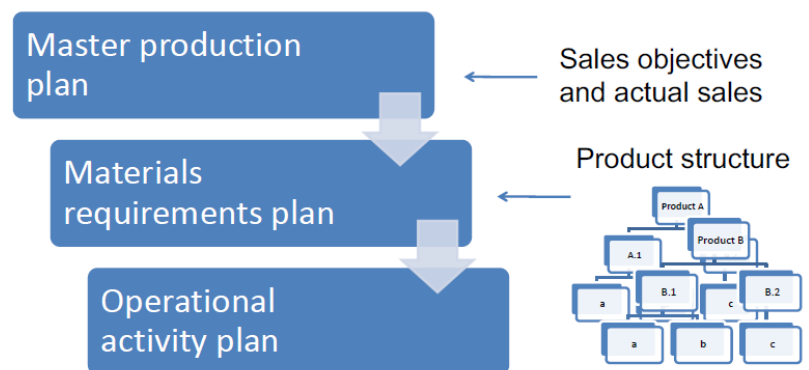 Master production
plan
Sales objectives
and actual sales
Materials
requirements plan
Product structure
Product A
Product B
A.1
a
B.1
c
B.2
a
b
c
Operational
activity plan